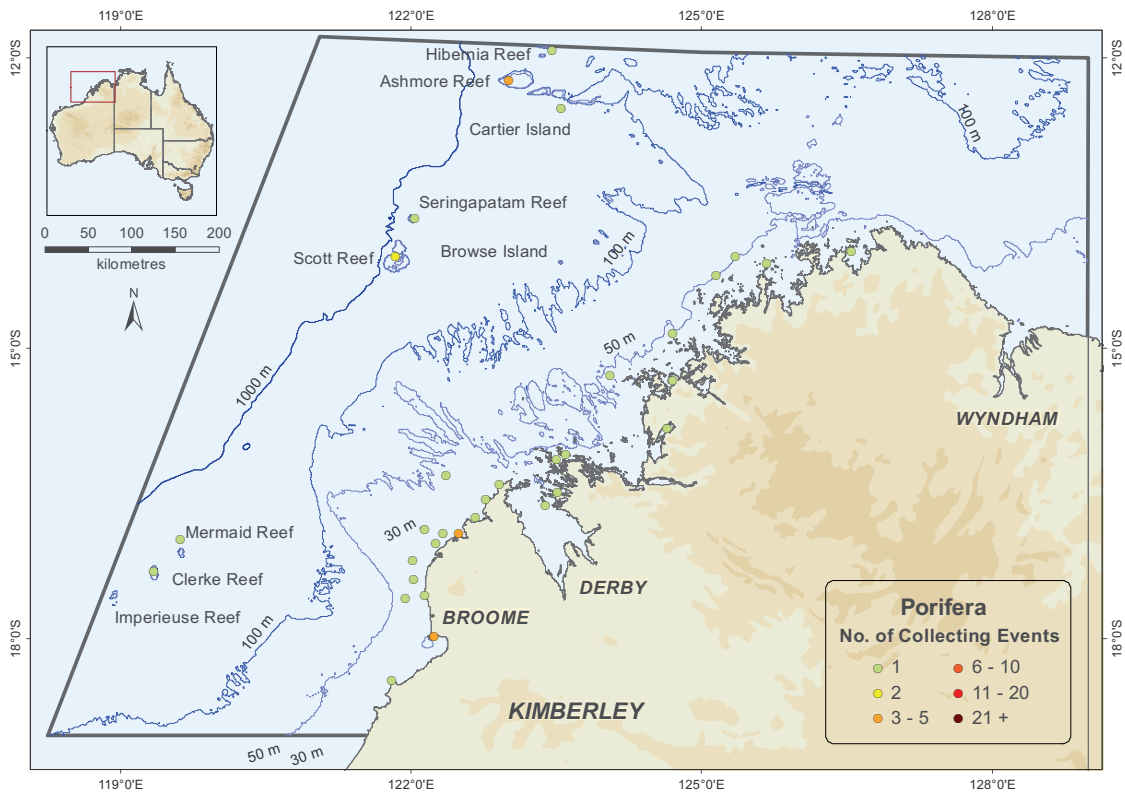 119°0'E 122°0'E 125°0'E 128°0'E
12°0'S
12°0'S
Hibernia Reef
Ashmore Reef
Cartier Island
100 m
Seringapatam Reef
Scott Reef
Browse Island
100 m
0 50 100 150 200
kilometres
N
15°0'S
15°0'S
50 m
1000 m
WYNDHAM
30 m
Mermaid Reef
Clerke Reef
Imperieuse Reef
100 m
DERBY
BROOME
18°0'S
18°0'S
KIMBERLEY
50 m
30 m
Porifera
No. of Collecting Events
1
2
3 - 5
6 - 10
11 - 20
21 +
119°0'E 122°0'E 125°0'E 128°0'E